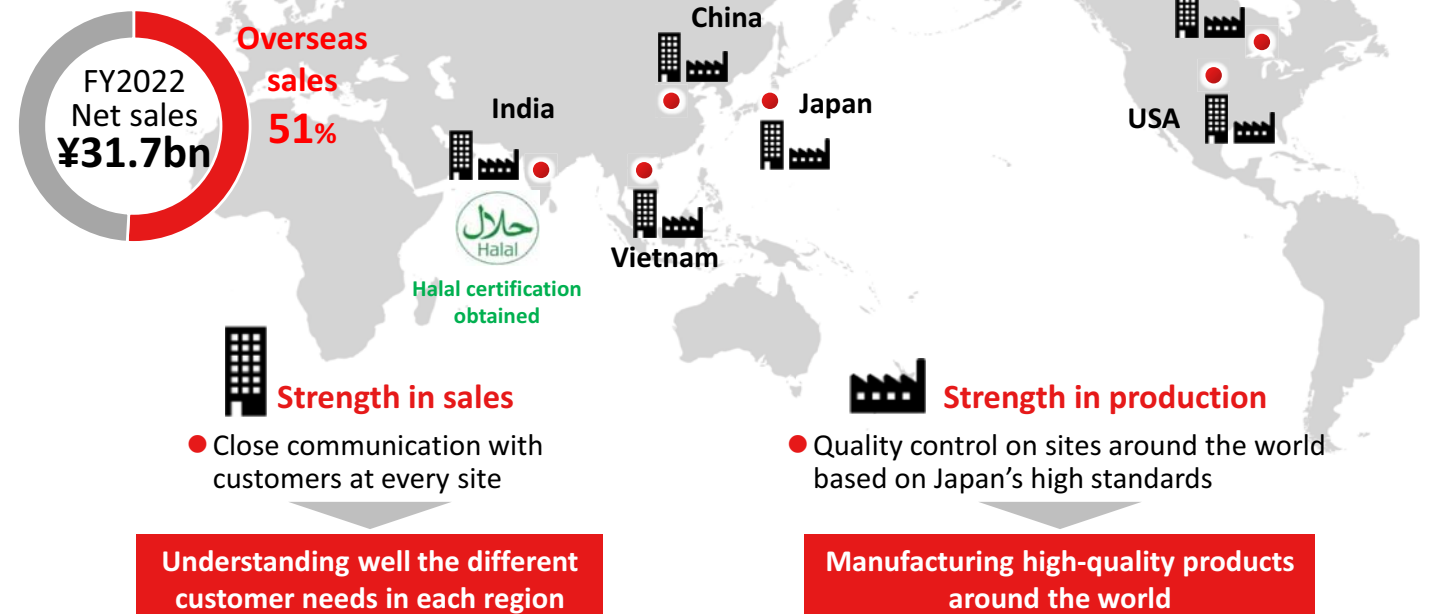 China
Overseas
sales
51%
FY2022
Net sales
¥31.7bn
India
Japan
USA
حلال
Halal
Vietnam
Halal certification
obtained
Strength in sales
● Close communication with
customers at every site
Understanding well the different
customer needs in each region
Strength in production
● Quality control on sites around the world
based on Japan’s high standards
Manufacturing high-quality products
around the world